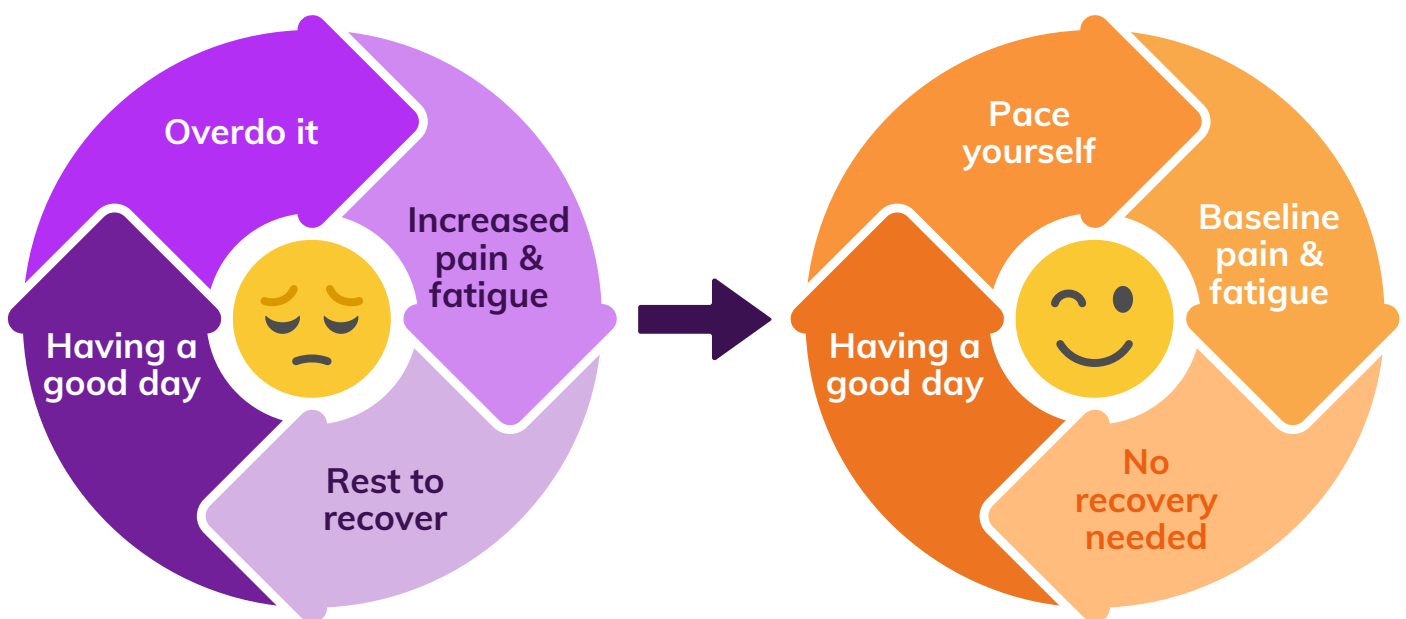 Overdo it
Increased
pain &
fatigue
Rest to
recover
Having a
good day
Pace
yourself
Baseline
pain &
fatigue
No
recovery
needed
Having a
good day